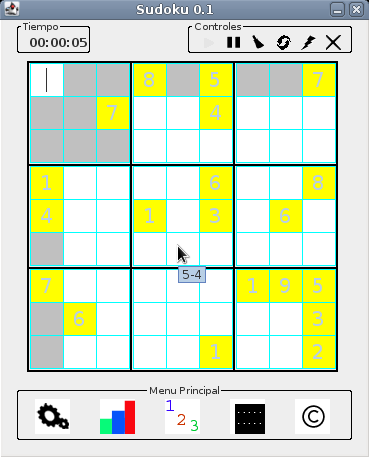 Sudoku 0.1
Tiempo
00:00:05
Controles
8 5 7
7 4
1 6 8
4 1 3 6
5-4
7 1 9 5
6 3
1 2
Menu Principal
1 2 3
©